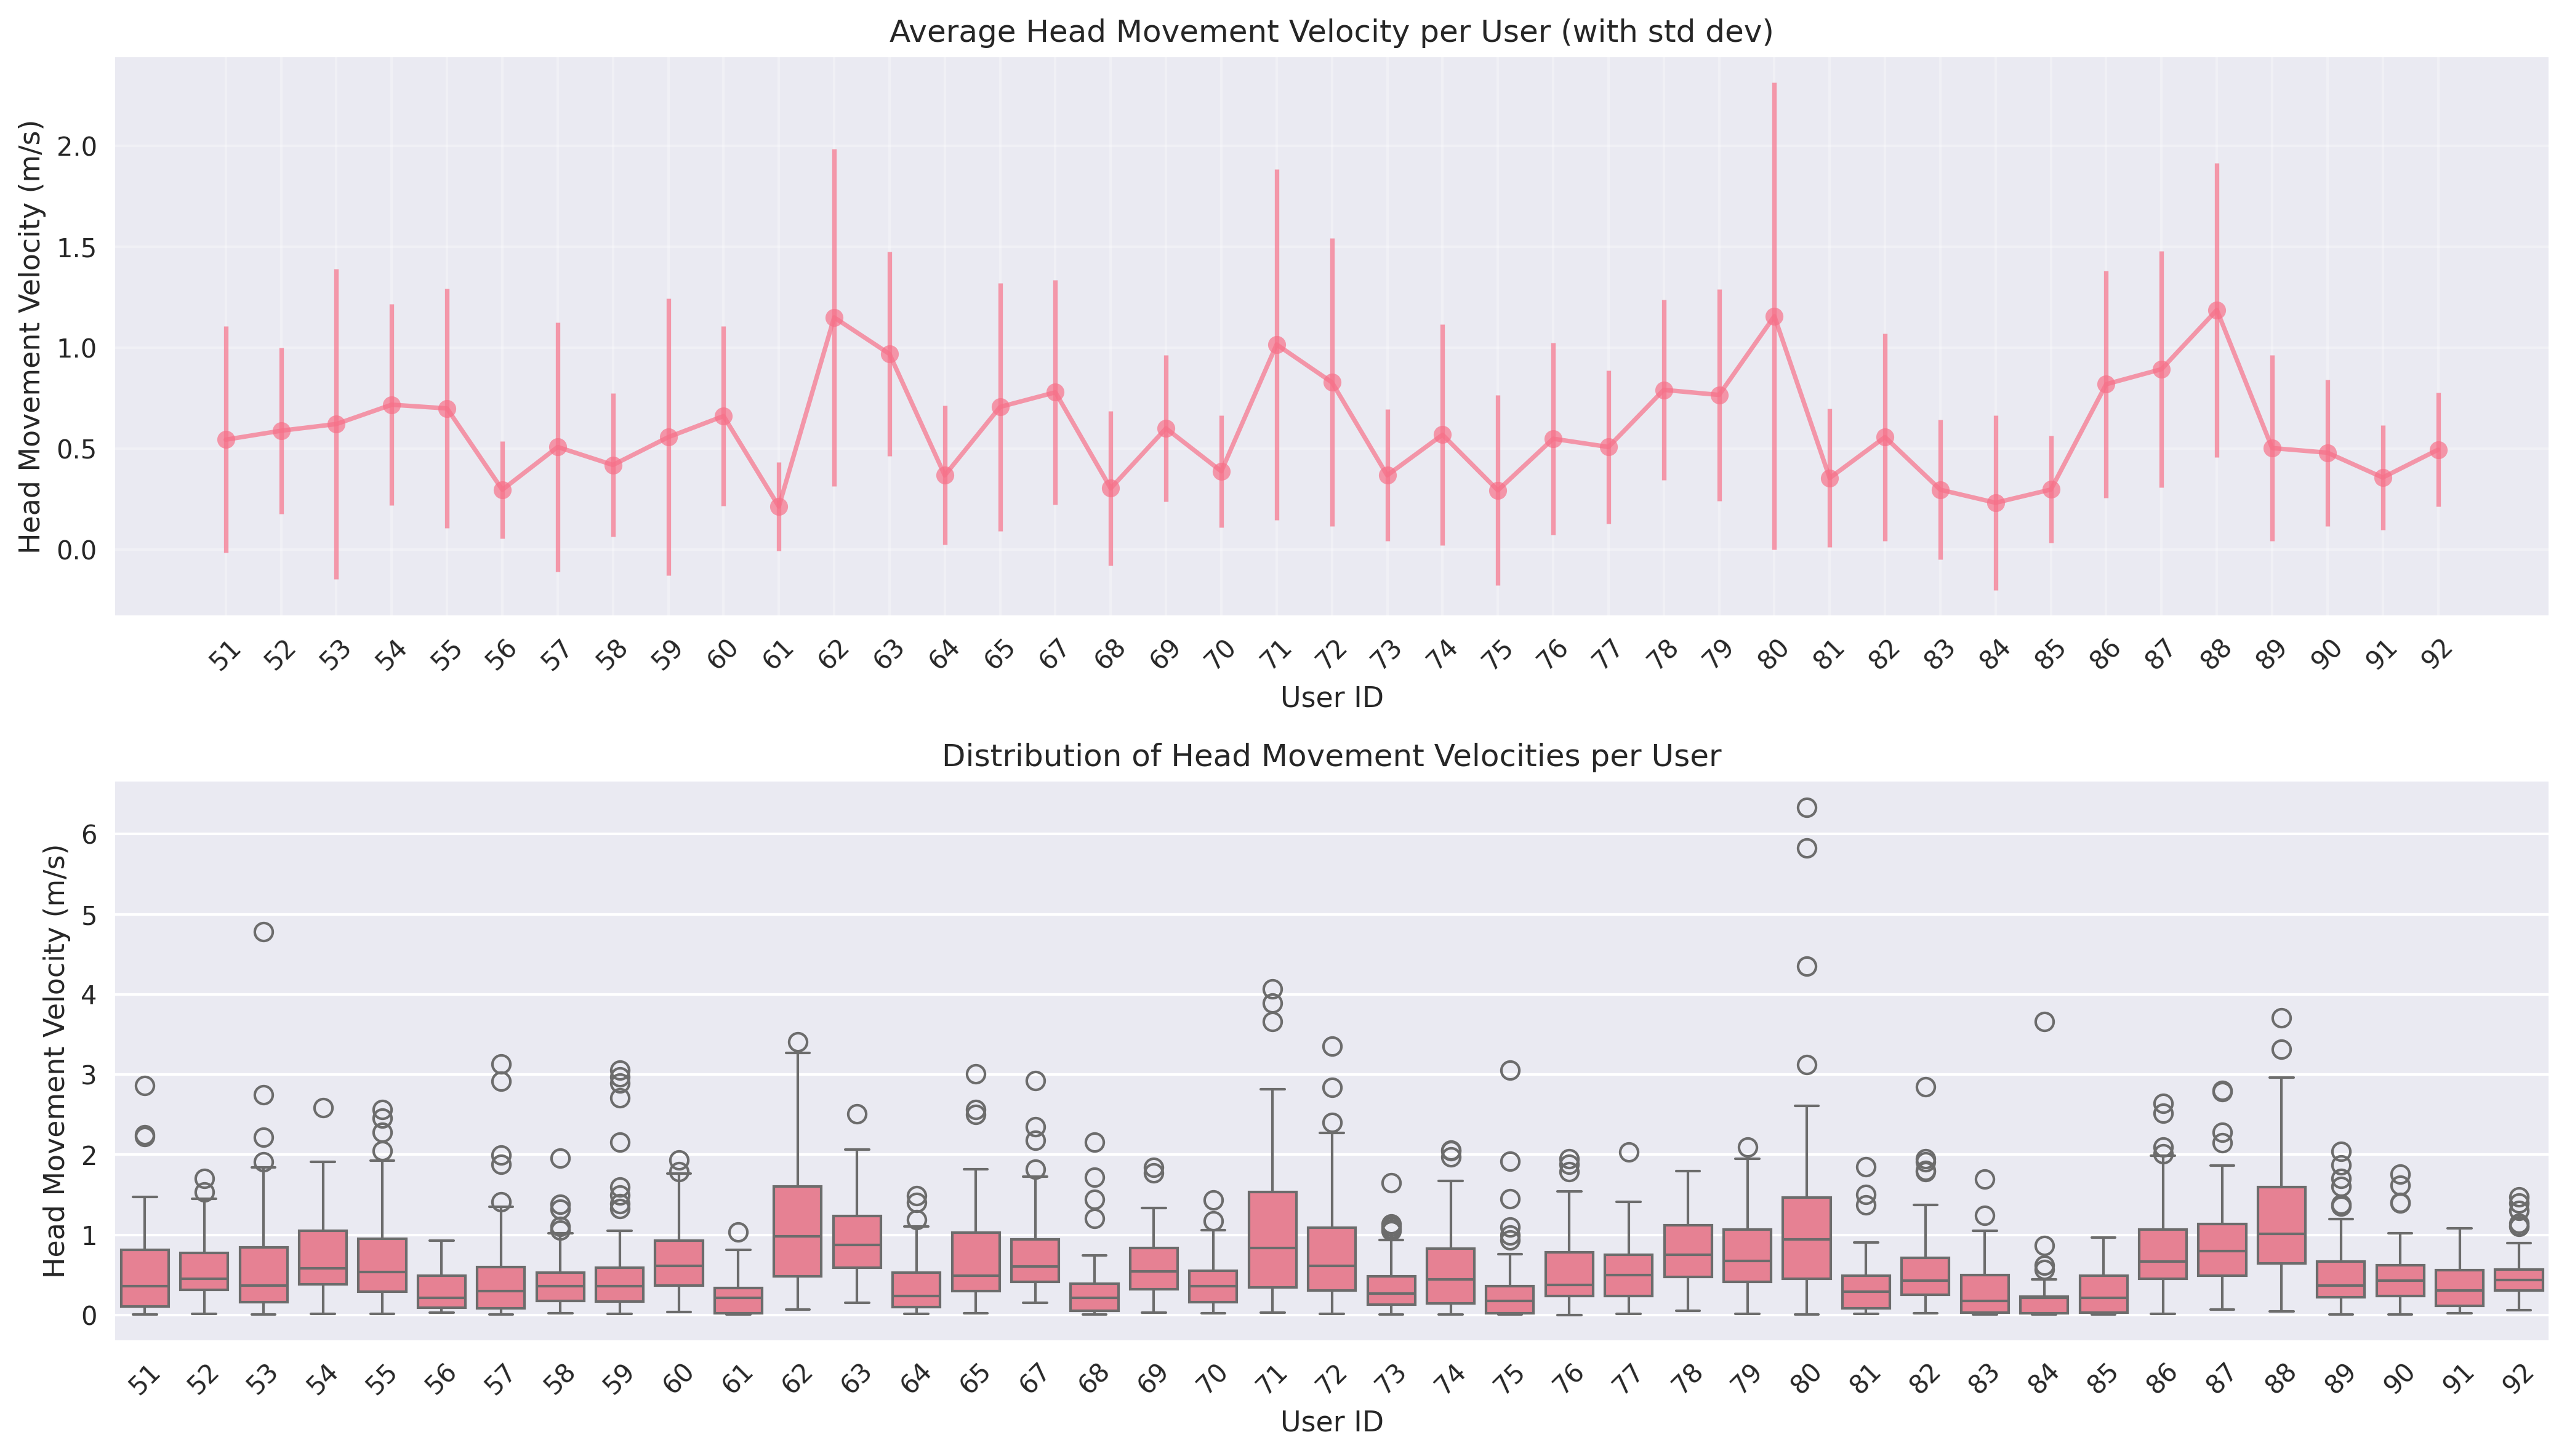 Average Head Movement Velocity per User (with std dev)
Head Movement Velocity (m/s)
2.0
1.5
1.0
0.5
0.0
51 52 53 54 55 56 57 58 59 60 61 62 63 64 65 67 68 69 70 71 72 73 74 75 76 77 78 79 80 81 82 83 84 85 86 87 88 89 90 91 92
User ID
Distribution of Head Movement Velocities per User
Head Movement Velocity (m/s)
6
5
4
3
2
1
0
51 52 53 54 55 56 57 58 59 60 61 62 63 64 65 67 68 69 70 71 72 73 74 75 76 77 78 79 80 81 82 83 84 85 86 87 88 89 90 91 92
User ID